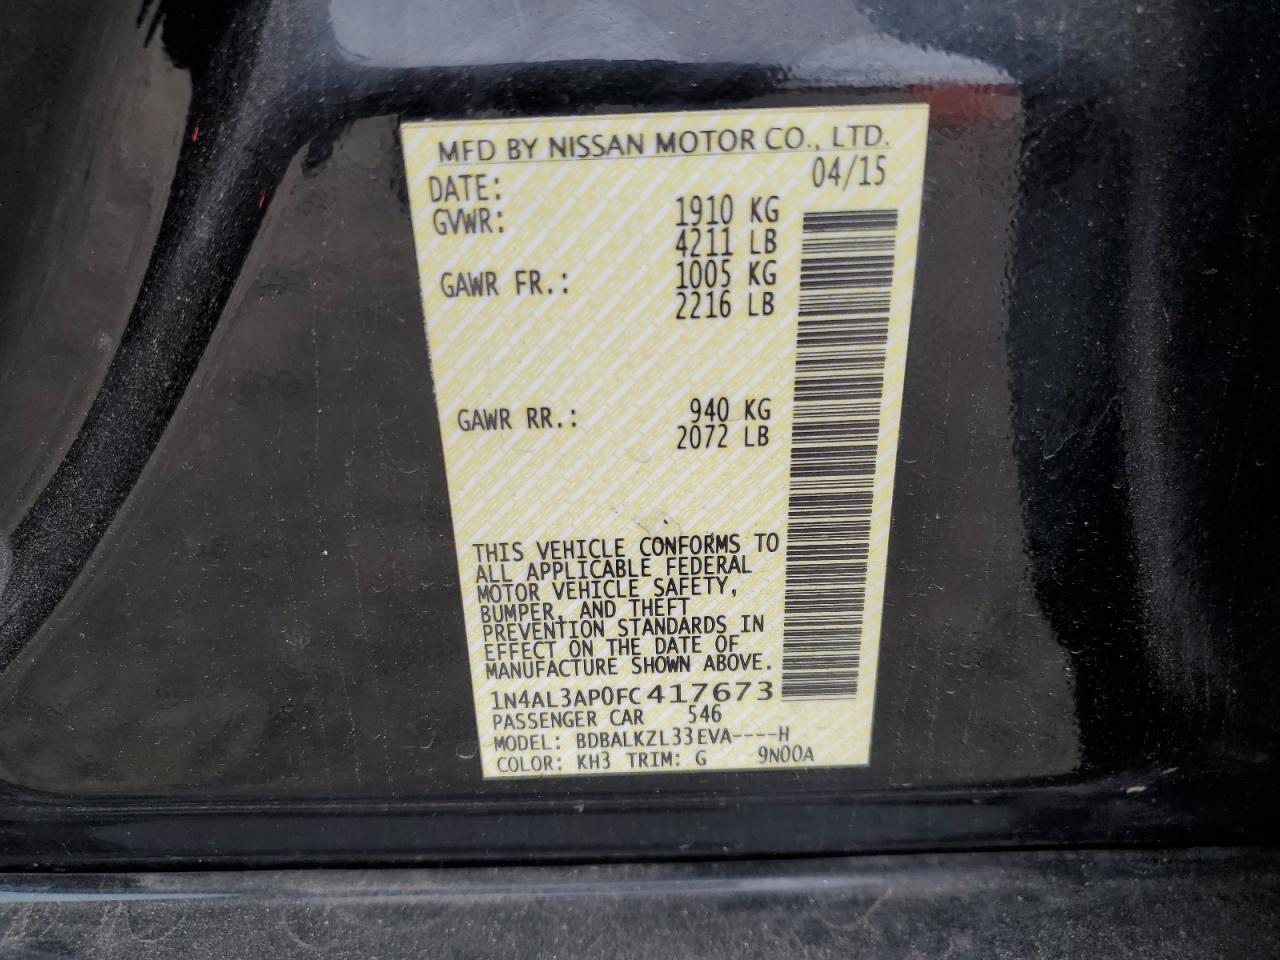 MFD BY NISSAN MOTOR CO., LTD.
DATE: 04/15
GVWR: 1910 KG
4211 LB
GAWR FR.: 1005 KG
2216 LB
GAWR RR.: 940 KG
2072 LB
THIS VEHICLE CONFORMS TO
ALL APPLICABLE FEDERAL
MOTOR VEHICLE SAFETY,
BUMPER, AND THEFT
PREVENTION STANDARDS IN
EFFECT ON THE DATE OF
MANUFACTURE SHOWN ABOVE.
1N4AL3AP0FC417673
PASSENGER CAR 546
MODEL: BDBALKZL33EVA----H
COLOR: KH3 TRIM: G 9N00A